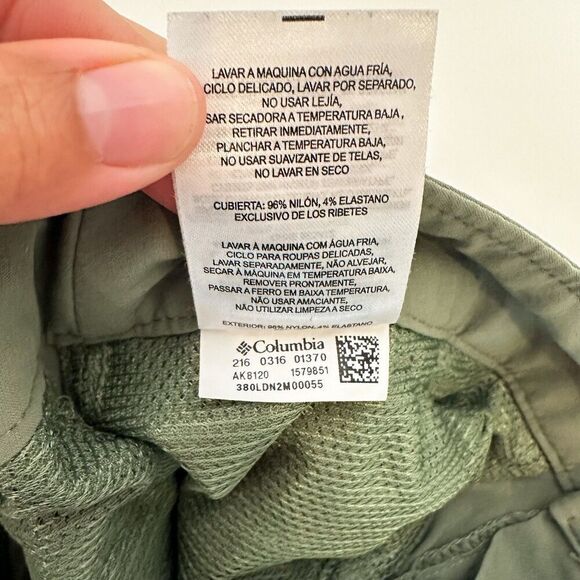 LAVAR A MAQUINA CON AGUA FRÍA,
CICLO DELICADO, LAVAR POR SEPARADO,
NO USAR LEJÍA,
SAR SECADORA A TEMPERATURA BAJA,
RETIRAR INMEDIATAMENTE,
PLANCHAR A TEMPERATURA BAJA,
NO USAR SUAVIZANTE DE TELAS,
NO LAVAR EN SECO
CUBIERTA: 96% NILÓN, 4% ELASTANO
EXCLUSIVO DE LOS RIBETES
LAVAR À MAQUINA COM ÁGUA FRIA,
CICLO PARA ROUPAS DELICADAS,
LAVAR SEPARADAMENTE, NÃO ALVEJAR,
SECAR À MÁQUINA EM TEMPERATURA BAIXA,
REMOVER PRONTAMENTE,
PASSAR A FERRO EM BAIXA TEMPERATURA,
NÃO USAR AMACIANTE,
NÃO UTILIZAR LIMPEZA A SECO
EXTERIOR: 96% NYLON, 4% ELASTANO
Columbia
216 0316 01370
AK8120 1579851
380LDN2M00055